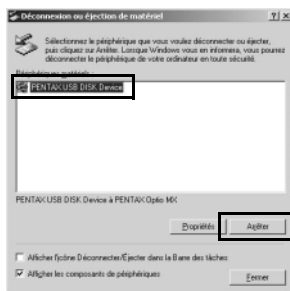 Déconnexion ou éjection de matériel
Sélectionnez le périphérique que vous voulez déconnecter ou éjecter,
puis cliquez sur Arrêter. Lorsque Windows vous en informera, vous pourrez
déconnecter le périphérique de votre ordinateur en toute sécurité.
Périphériques matériels :
PENTAX USB DISK Device
PENTAX USB DISK Device à PENTAX Optio MX
Propriétés
Arrêter
Afficher l'icône Déconnecter/Éjecter dans la Barre des tâches
Afficher les composants de périphériques
Fermer